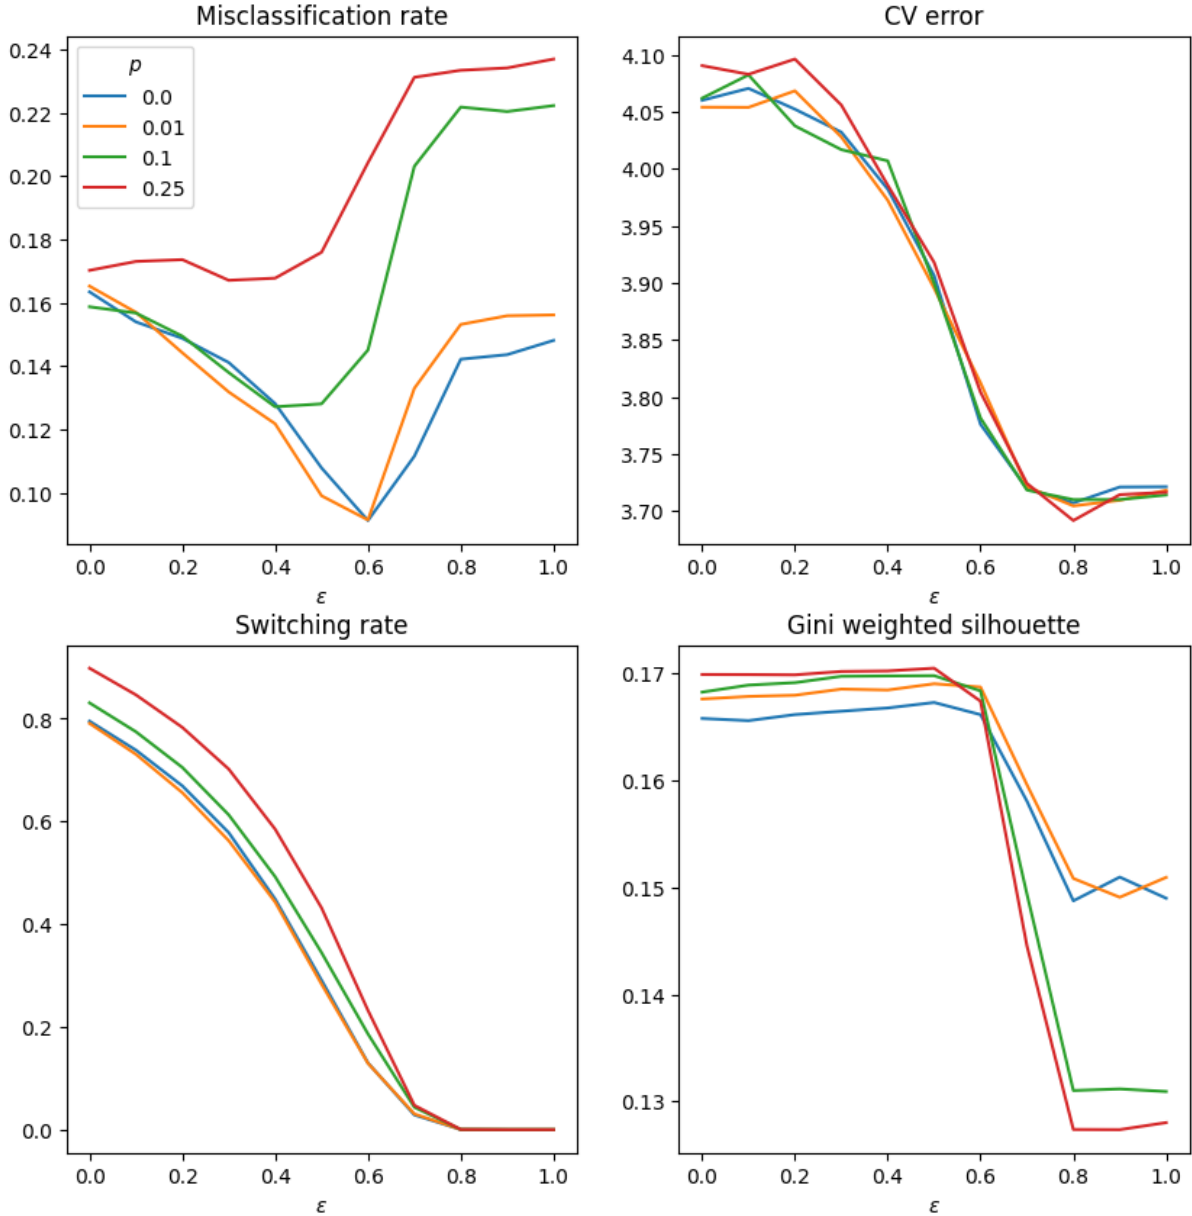 Misclassification rate
0.24
0.22
0.20
0.18
0.16
0.14
0.12
0.10
p
0.0
0.01
0.1
0.25
0.0 0.2 0.4 0.6 0.8 1.0
ε
CV error
4.10
4.05
4.00
3.95
3.90
3.85
3.80
3.75
3.70
0.0 0.2 0.4 0.6 0.8 1.0
ε
Switching rate
0.8
0.6
0.4
0.2
0.0
0.0 0.2 0.4 0.6 0.8 1.0
ε
Gini weighted silhouette
0.17
0.16
0.15
0.14
0.13
0.0 0.2 0.4 0.6 0.8 1.0
ε